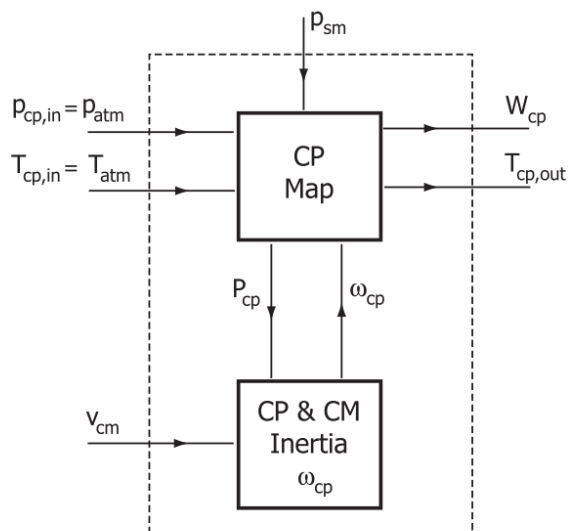 p_sm
p_cp,in = p_atm
T_cp,in = T_atm
CP
Map
W_cp
T_cp,out
P_cp
ω_cp
v_cm
CP & CM
Inertia
ω_cp